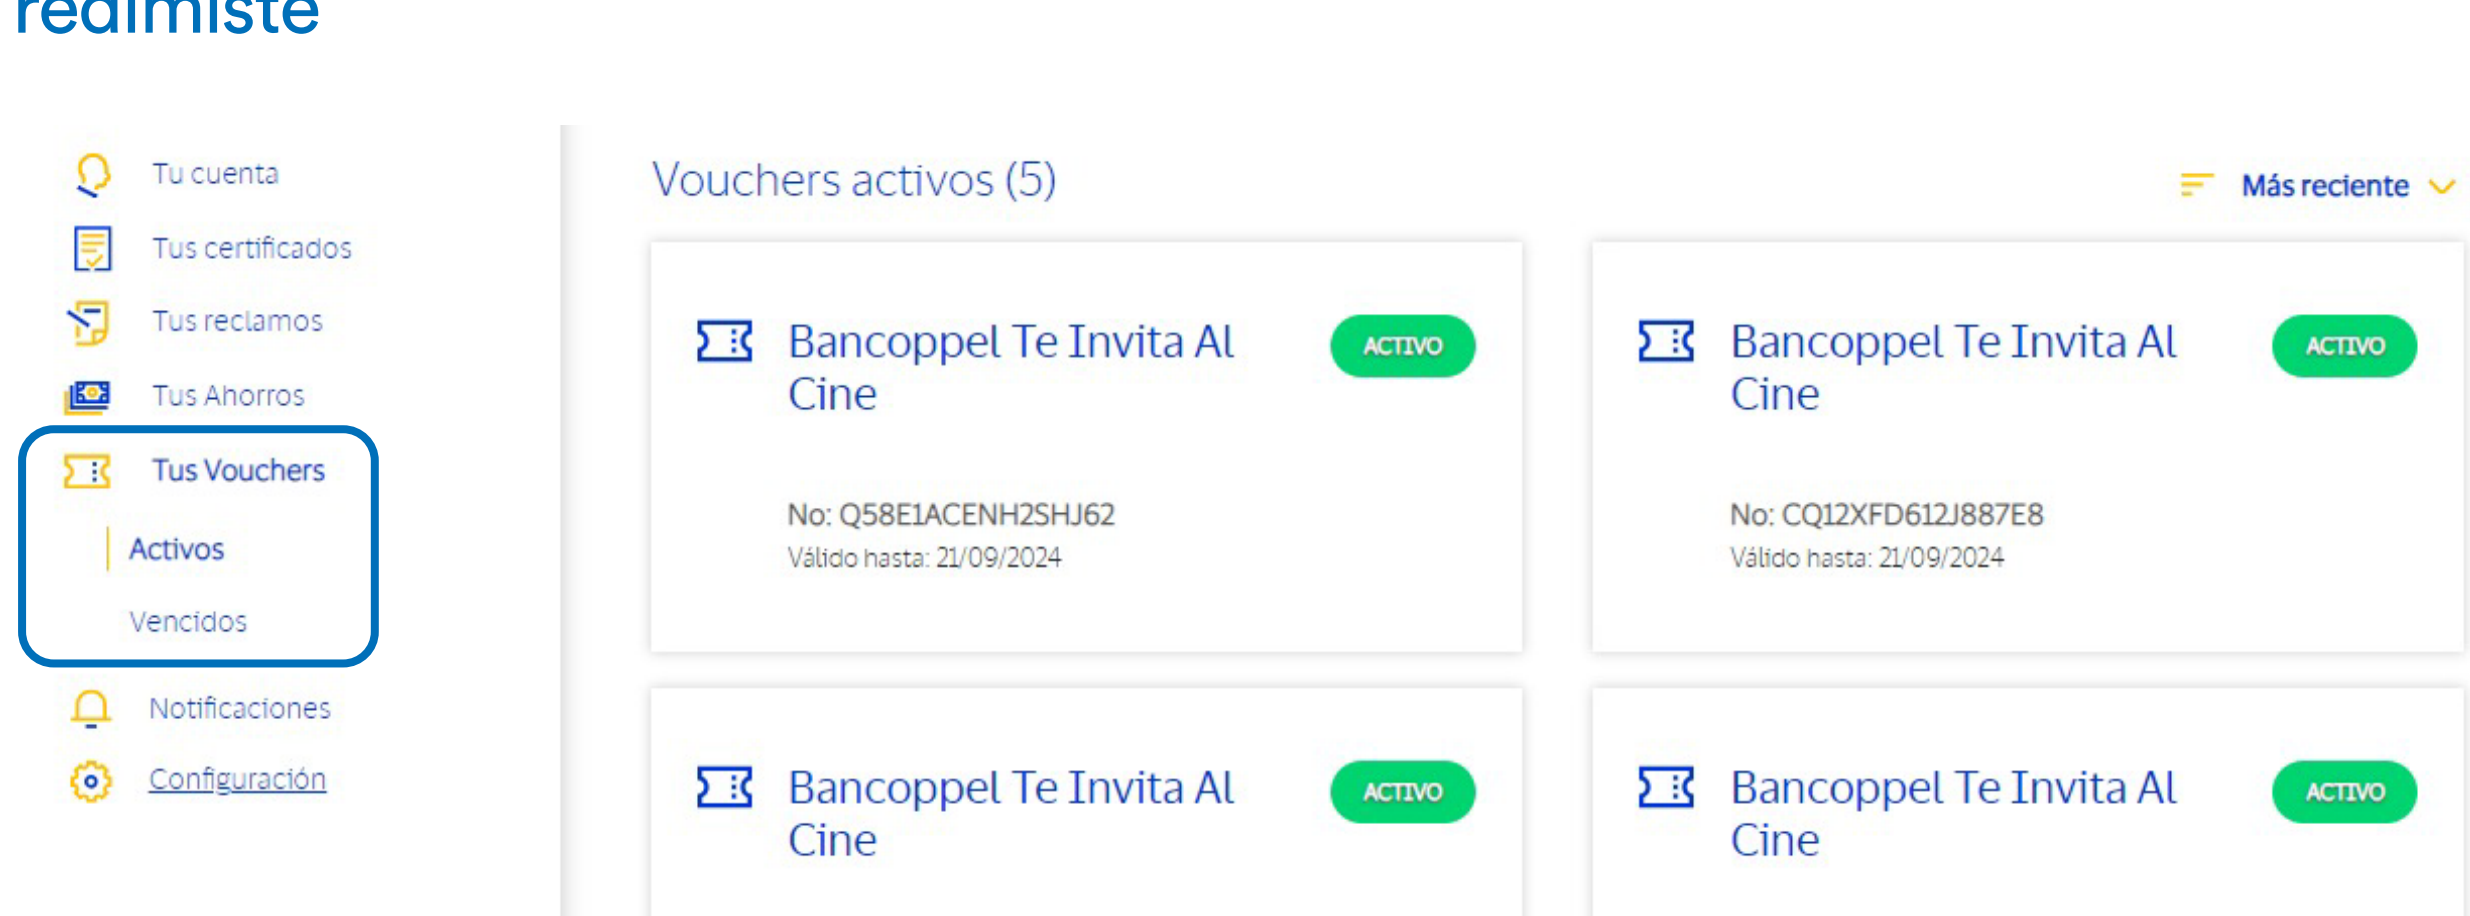 redimiste
Tu cuenta
Tus certificados
Tus reclamos
Tus Ahorros
Tus Vouchers
Activos
Vencidos
Notificaciones
Configuración
Vouchers activos (5)
Más reciente
Bancoppel Te Invita Al
Cine
ACTIVO
No: Q58E1ACENH2SHJ62
Válido hasta: 21/09/2024
Bancoppel Te Invita Al
Cine
ACTIVO
No: CQ12XFD612J887E8
Válido hasta: 21/09/2024
Bancoppel Te Invita Al
Cine
ACTIVO
Bancoppel Te Invita Al
Cine
ACTIVO